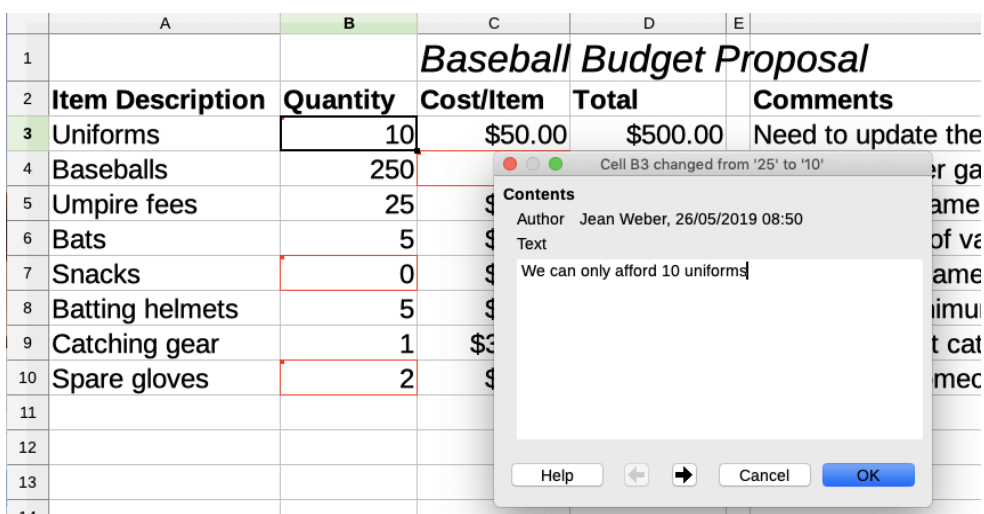 A B C D E
1 Baseball Budget Proposal
2 Item Description Quantity Cost/Item Total Comments
3 Uniforms 10 $50.00 $500.00 Need to update the
4 Baseballs 250
5 Umpire fees 25 $
6 Bats 5 $ of
7 Snacks 0 $
8 Batting helmets 5 $
9 Catching gear 1 $3
10 Spare gloves 2 $
11
12
13
Cell B3 changed from '25' to '10'
Contents
Author Jean Weber, 26/05/2019 08:50
Text
We can only afford 10 uniforms
Help Cancel OK